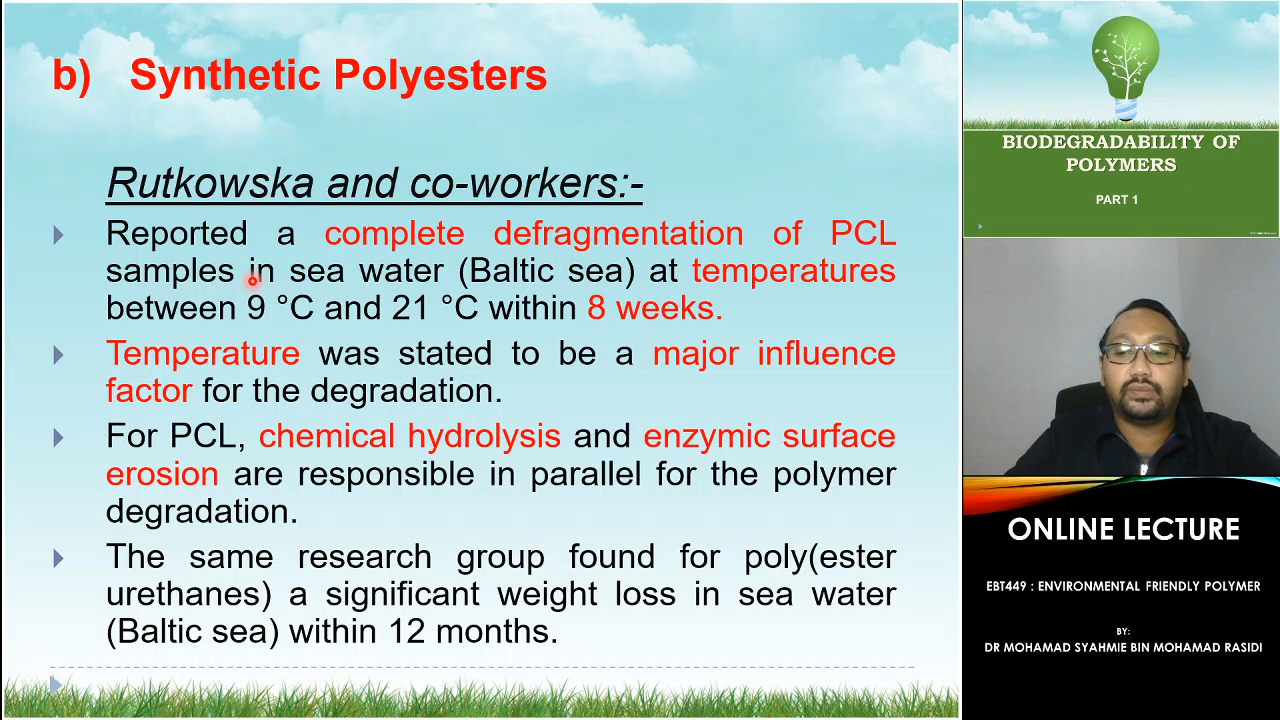 b) Synthetic Polyesters
Rutkowska and co-workers:-
Reported a complete defragmentation of PCL
samples in sea water (Baltic sea) at temperatures
between 9 °C and 21 °C within 8 weeks.
Temperature was stated to be a major influence
factor for the degradation.
For PCL, chemical hydrolysis and enzymic surface
erosion are responsible in parallel for the polymer
degradation.
The same research group found for poly(ester
urethanes) a significant weight loss in sea water
(Baltic sea) within 12 months.
BIODEGRADABILITY OF
POLYMERS
PART 1
ONLINE LECTURE
EBT449 : ENVIRONMENTAL FRIENDLY POLYMER
BY:
DR MOHAMAD SYAHMIE BIN MOHAMAD RASIDI